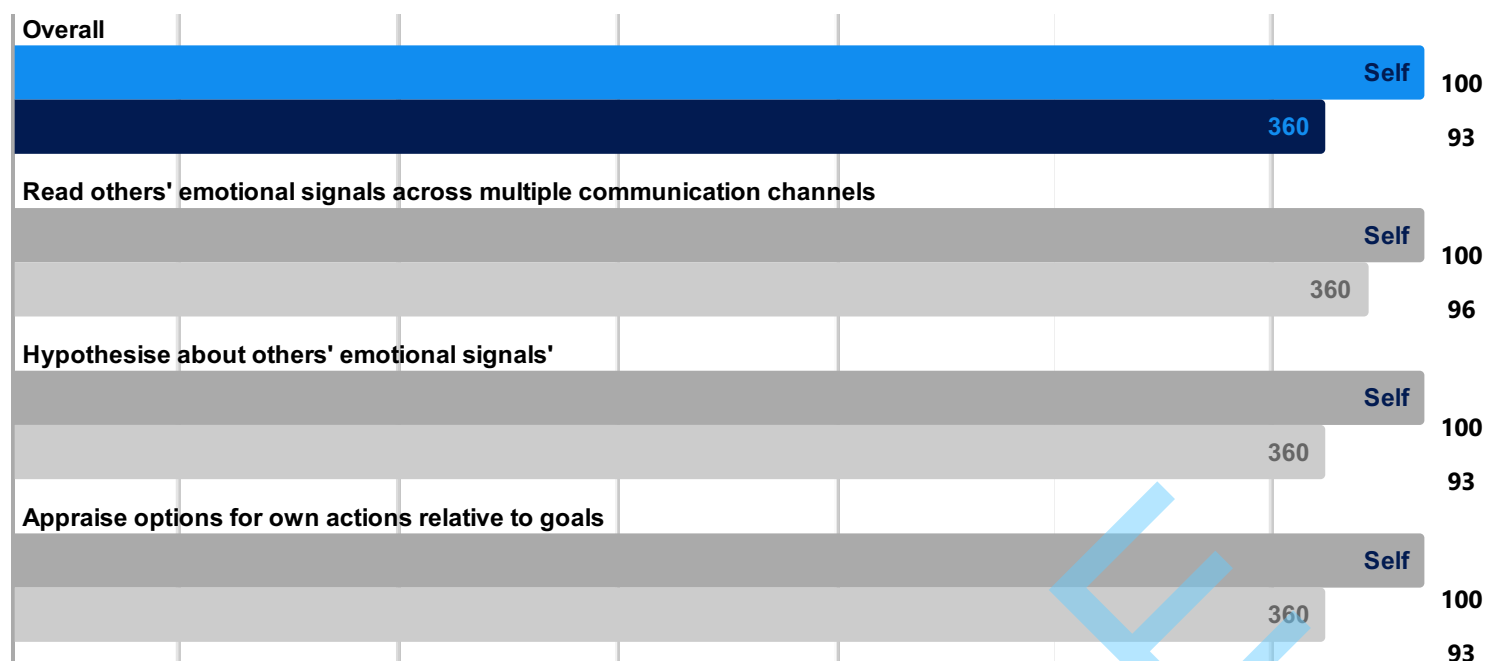 Overall
Self 100
360 93
Read others' emotional signals across multiple communication channels
Self 100
360 96
Hypothesise about others' emotional signals'
Self 100
360 93
Appraise options for own actions relative to goals
Self 100
360 93